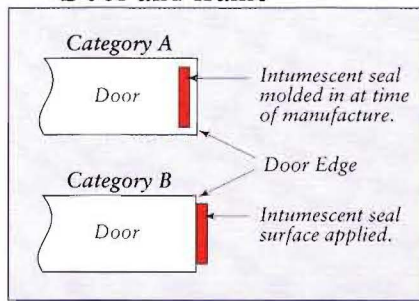 Category A
Door
Intumescent seal
molded in at time
of manufacture.
Door Edge
Category B
Door
Intumescent seal
surface applied.